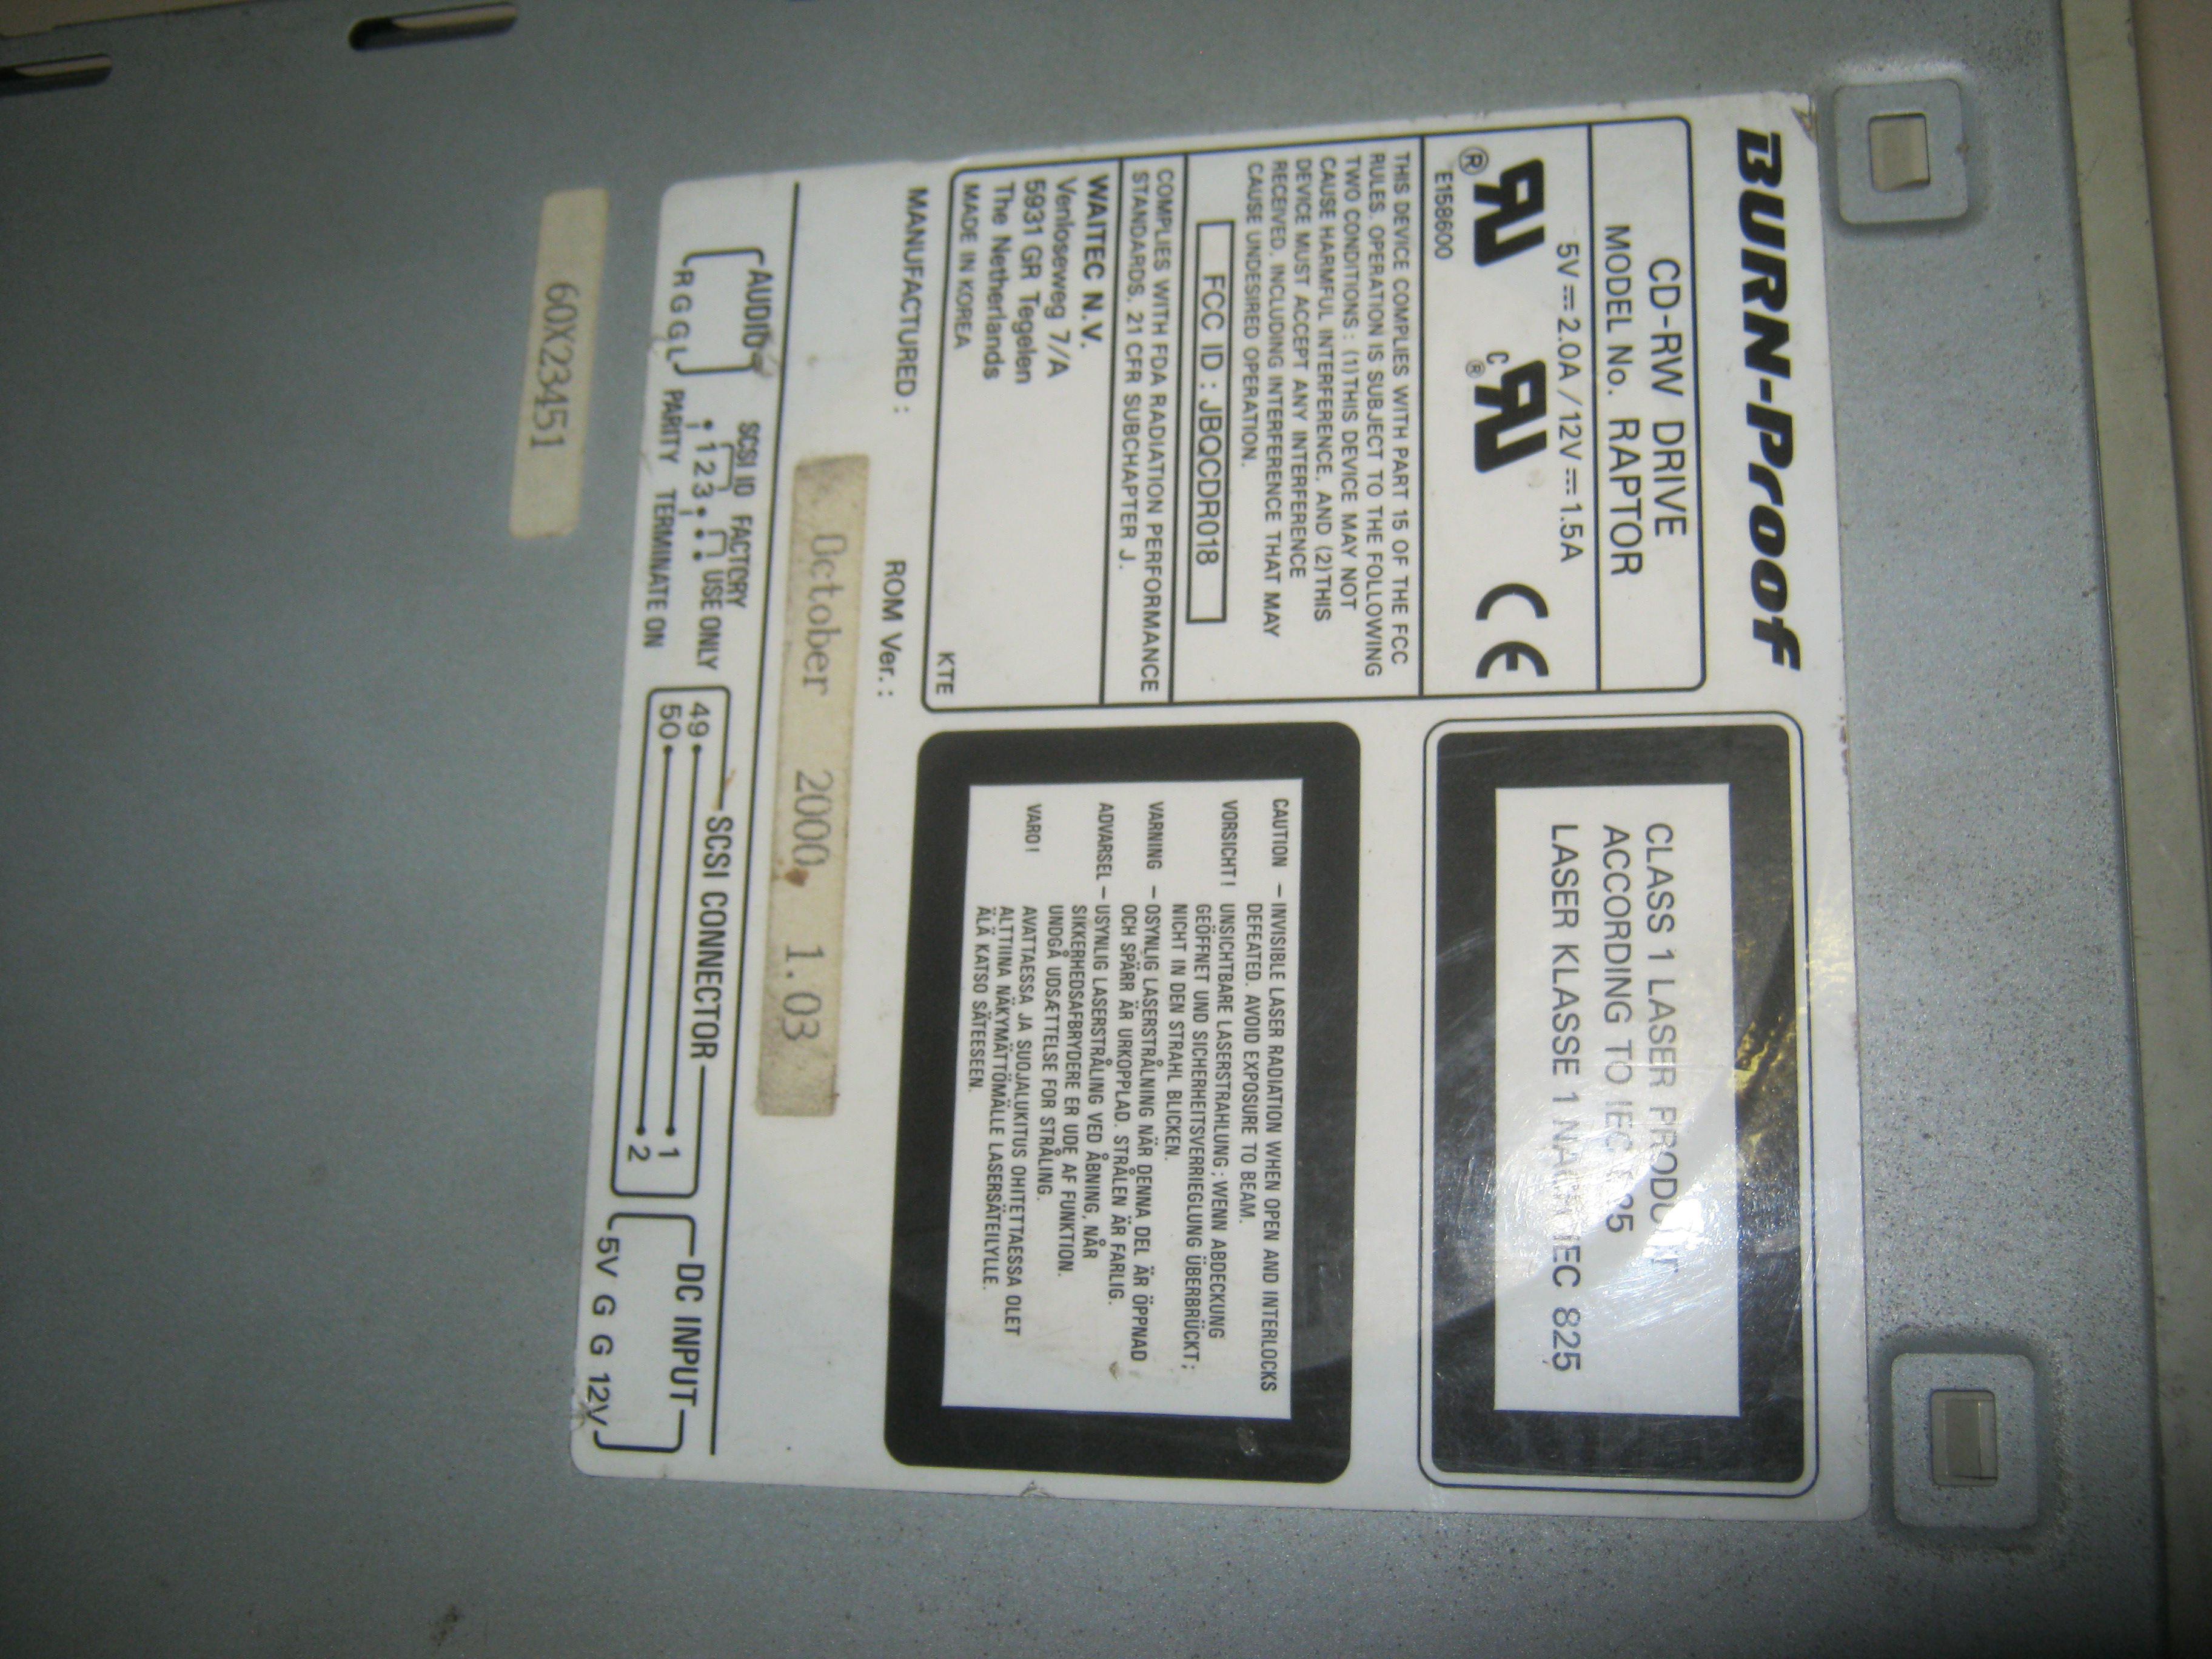 BURN-Proof
CD-RW DRIVE
MODEL No. RAPTOR
5V⎓2.0A / 12V⎓1.5A
® C ® CE
E158600
THIS DEVICE COMPLIES WITH PART 15 OF THE FCC
RULES. OPERATION IS SUBJECT TO THE FOLLOWING
TWO CONDITIONS : (1)THIS DEVICE MAY NOT
CAUSE HARMFUL INTERFERENCE. AND (2)THIS
DEVICE MUST ACCEPT ANY INTERFERENCE
RECEIVED. INCLUDING INTERFERENCE THAT MAY
CAUSE UNDESIRED OPERATION.
FCC ID : JBQCDR018
COMPLIES WITH FDA RADIATION PERFORMANCE
STANDARDS. 21 CFR SUBCHAPTER J.
WAITEC N.V.
Venloseweg 7/A
5931 GR Tegelen
The Netherlands
MADE IN KOREA
KTE
CLASS 1 LASER PRODUCT
ACCORDING TO IEC 825
LASER KLASSE 1 NACH IEC 825
CAUTION – INVISIBLE LASER RADIATION WHEN OPEN AND INTERLOCKS
DEFEATED. AVOID EXPOSURE TO BEAM.
VORSICHT! UNSICHTBARE LASERSTRAHLUNG; WENN ABDECKUNG
GEÖFFNET UND SICHERHEITSVERRIEGLUNG ÜBERBRÜCKT;
NICHT IN DEN STRAHL BLICKEN.
VARNING – OSYNLIG LASERSTRÅLNING NÄR DENNA DEL ÄR ÖPPNAD
OCH SPÄRR ÄR URKOPPLAD. STRÅLEN ÄR FARLIG.
ADVARSEL – USYNLIG LASERSTRÅLING VED ÅBNING, NÅR
SIKKERHEDSAFBRYDERE ER UDE AF FUNKTION.
UNDGÅ UDSÆTTELSE FOR STRÅLING.
VARO! AVATTAESSA JA SUOJALUKITUS OHITETTAESSA OLET
ALTTIINA NÄKYMÄTTÖMÄLLE LASERSÄTEILYLLE.
ÄLÄ KATSO SÄTEESEEN.
MANUFACTURED : ROM Ver. :
October 2000 1.03
AUDIO
R G G L
SCSI ID FACTORY
USE ONLY
1 2 3
PARITY TERMINATE ON
SCSI CONNECTOR
49 1
50 2
DC INPUT
5V G G 12V
60X23451